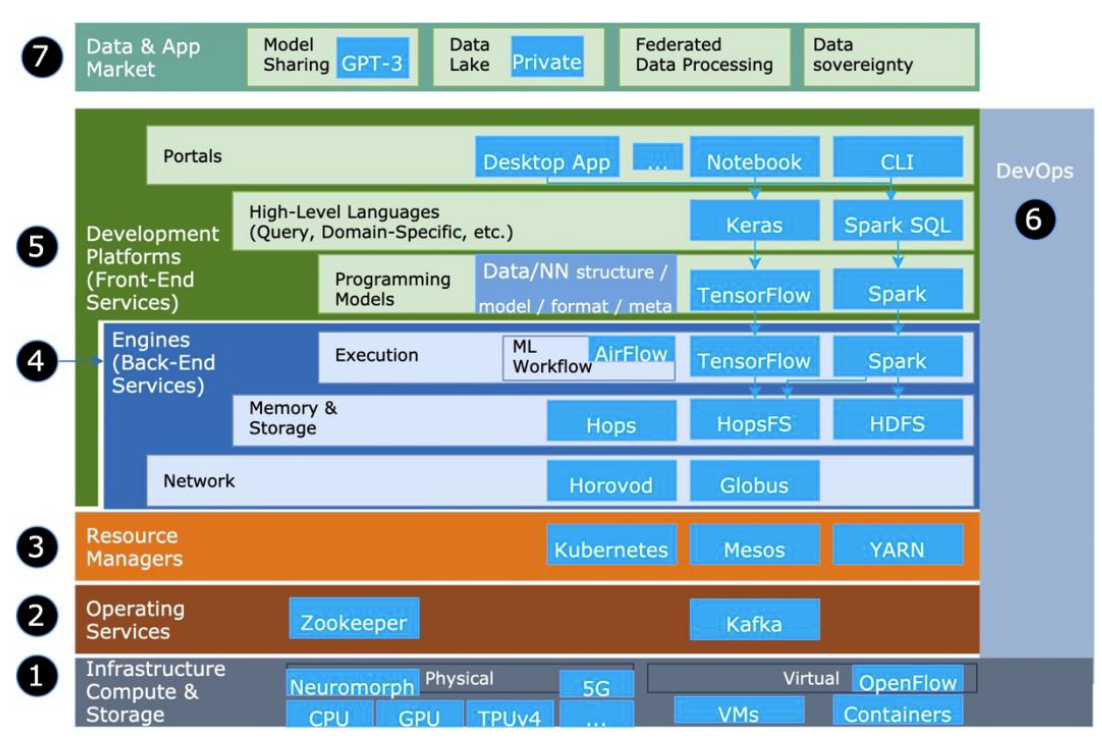 7
Data & App
Market
Model
Sharing
GPT-3
Data
Lake
Private
Federated
Data Processing
Data
sovereignty
Portals
Desktop App
...
Notebook
CLI
DevOps
6
High-Level Languages
(Query, Domain-Specific, etc.)
Keras
Spark SQL
5
Development
Platforms
(Front-End
Services)
Programming
Models
Data/NN structure /
model / format / meta
TensorFlow
Spark
4
Engines
(Back-End
Services)
Execution
ML
Workflow
AirFlow
TensorFlow
Spark
Memory &
Storage
Hops
HopsFS
HDFS
Network
Horovod
Globus
3
Resource
Managers
Kubernetes
Mesos
YARN
2
Operating
Services
Zookeeper
Kafka
1
Infrastructure
Compute &
Storage
Physical
Neuromorph
5G
CPU
GPU
TPUv4
...
Virtual
OpenFlow
VMs
Containers